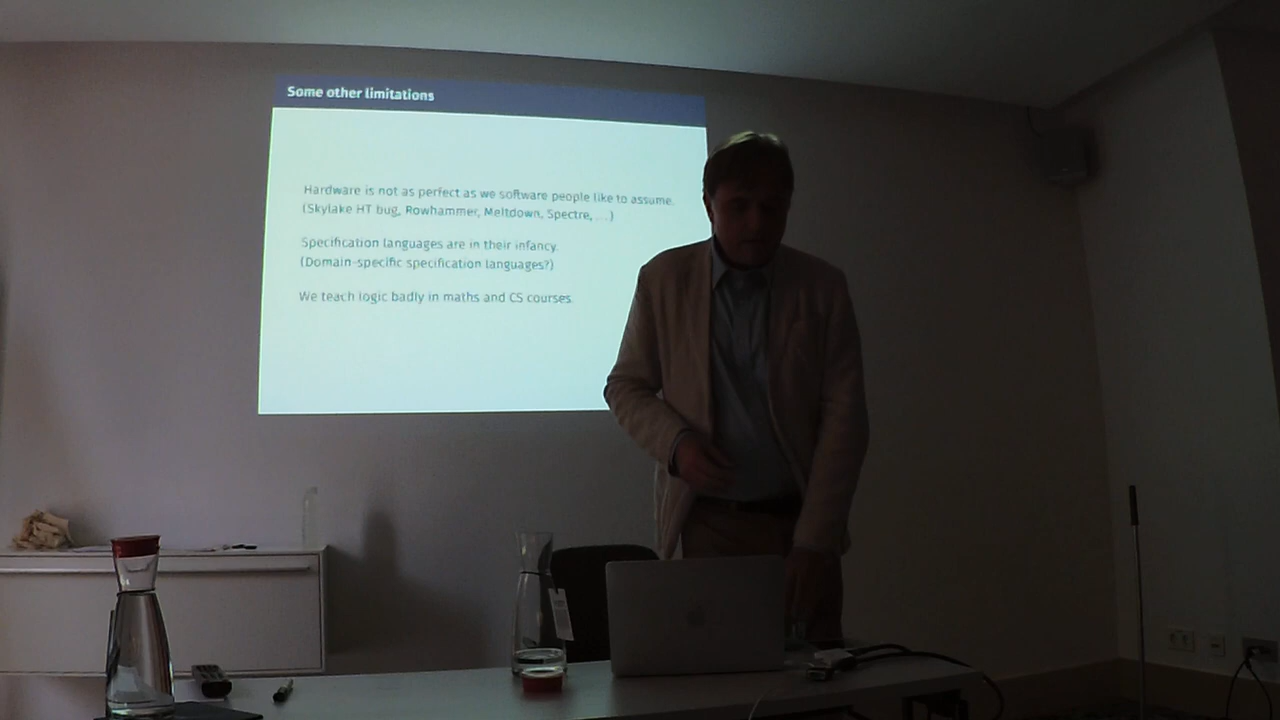 Some other limitations
Hardware is not as perfect as we software people like to assume.
(Skylake HT bug, Rowhammer, Meltdown, Spectre, ...)
Specification languages are in their infancy.
(Domain-specific specification languages?)
We teach logic badly in maths and CS courses.